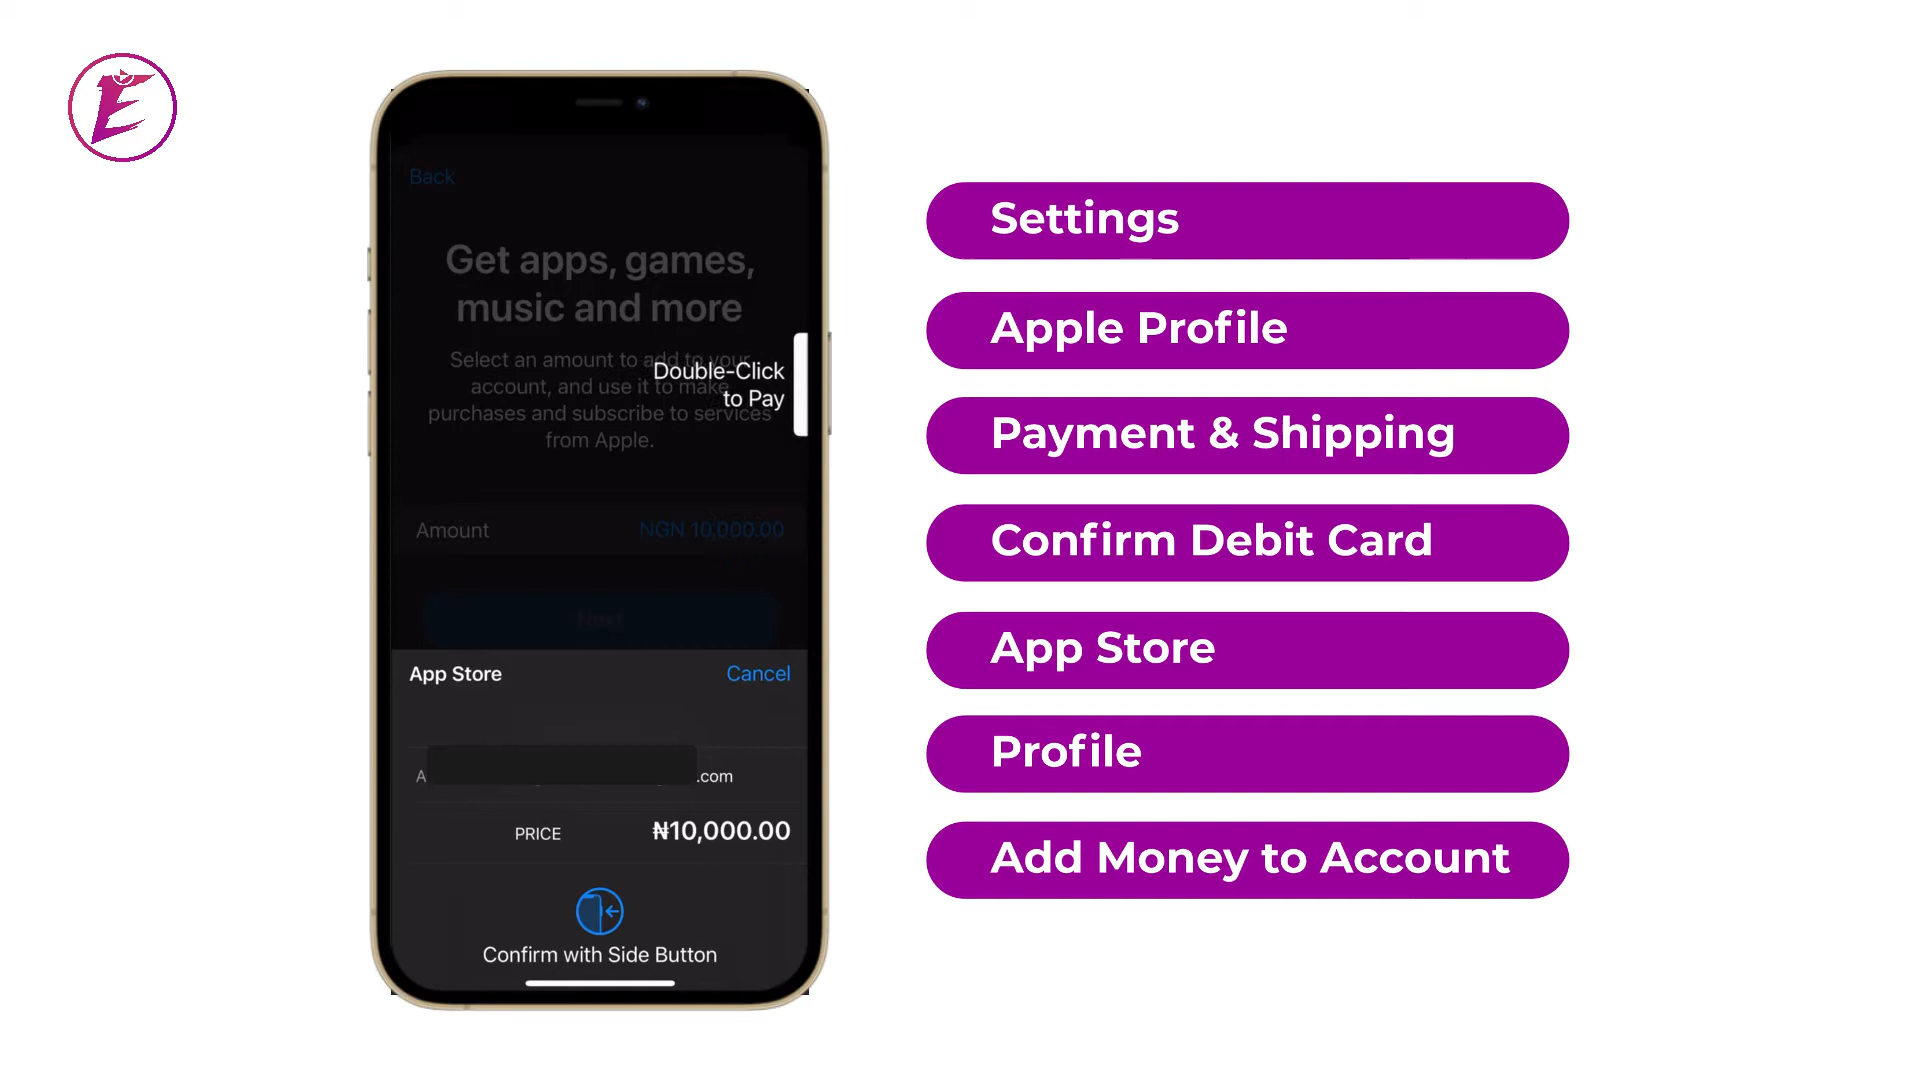 Back
Get apps, games,
music and more
Select an amount to add to your
account, and use it to make
purchases and subscribe to services
from Apple.
Double-Click
to Pay
Amount NGN 10,000.00
Next
App Store Cancel
A .com
PRICE ₦10,000.00
Confirm with Side Button
Settings
Apple Profile
Payment & Shipping
Confirm Debit Card
App Store
Profile
Add Money to Account